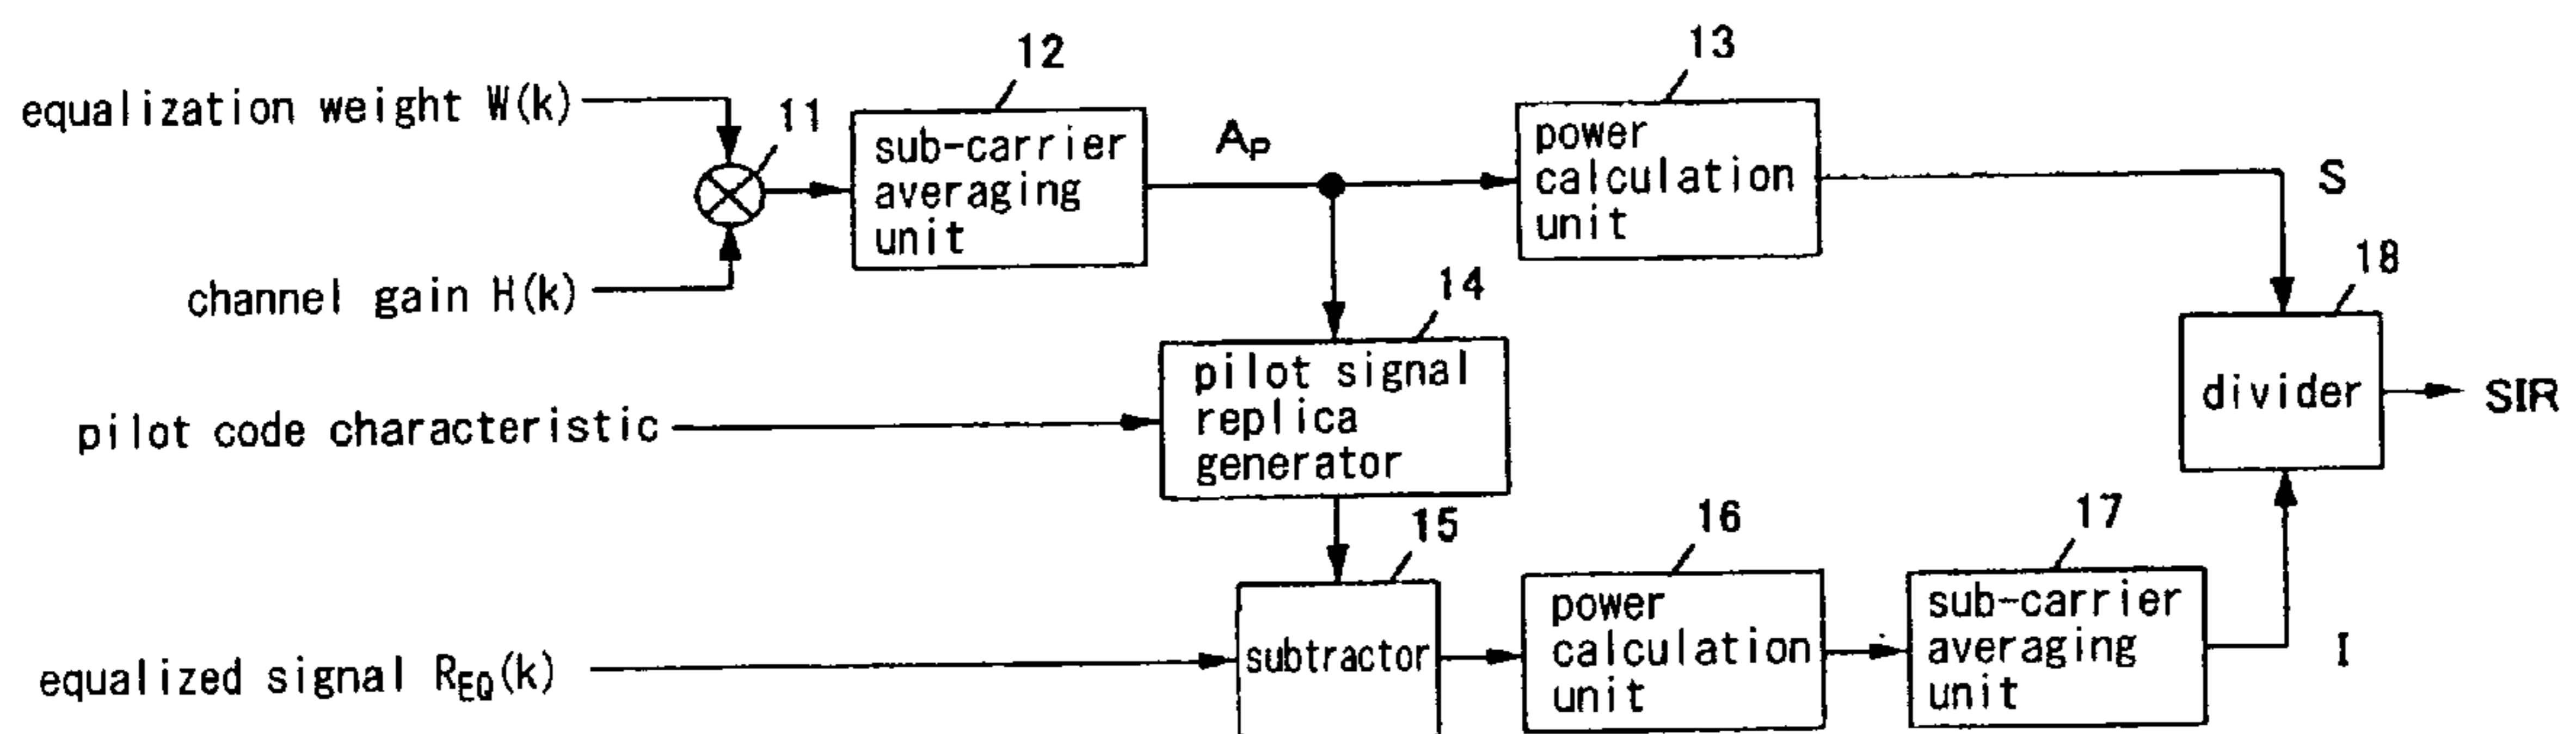 equalization weight W(k)
11
channel gain H(k)
12
sub-carrier
averaging
unit
AP
13
power
calculation
unit
S
pilot code characteristic
14
pilot signal
replica
generator
18
divider
SIR
equalized signal REQ(k)
15
subtractor
16
power
calculation
unit
17
sub-carrier
averaging
unit
I